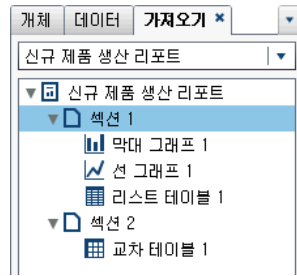 개체 데이터 가져오기
신규 제품 생산 리포트
신규 제품 생산 리포트
섹션 1
막대 그래프 1
선 그래프 1
리스트 테이블 1
섹션 2
교차 테이블 1